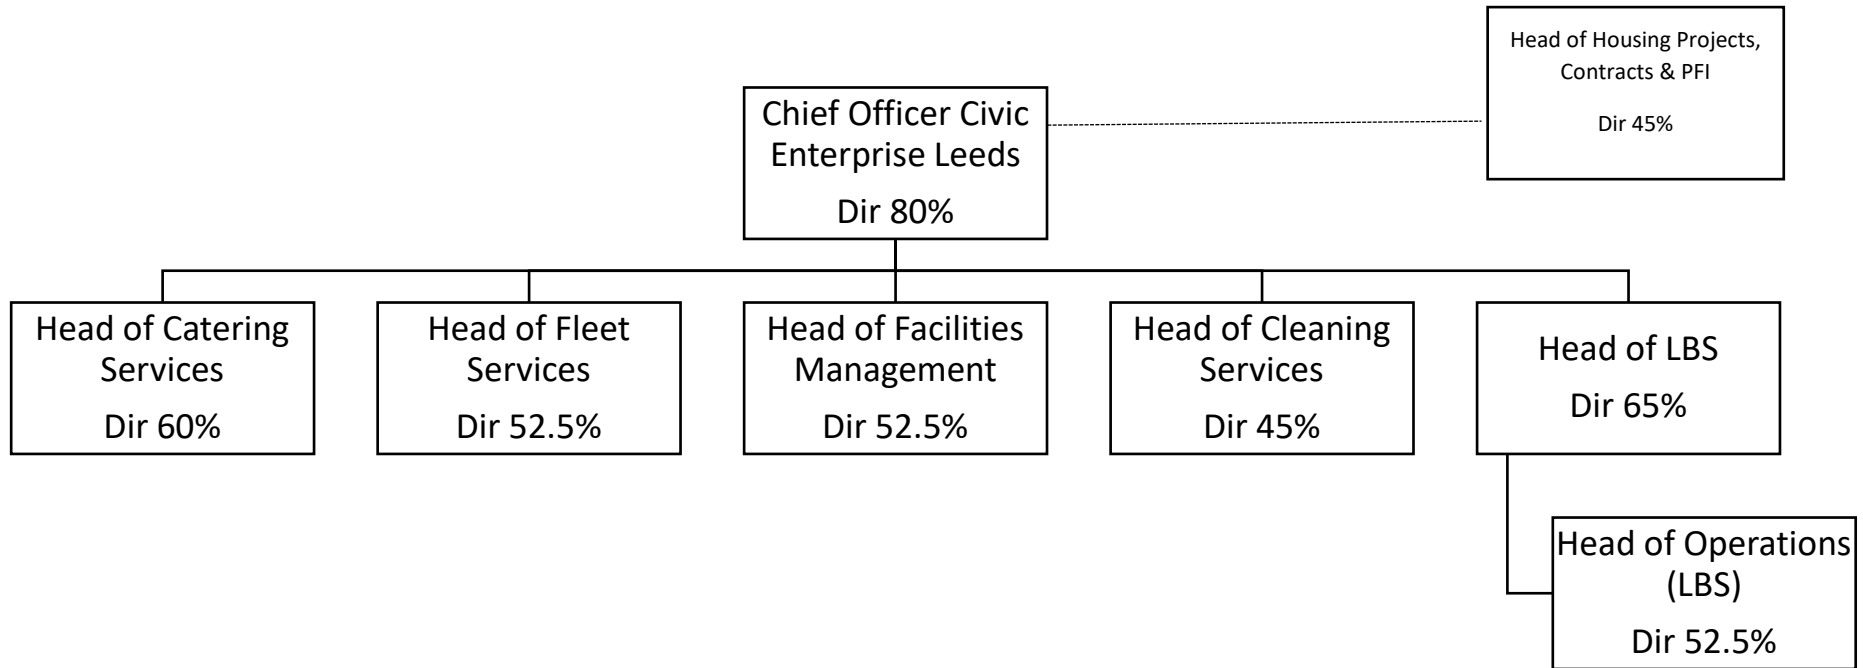 Head of Housing Projects,
Contracts & PFI
Dir 45%
Chief Officer Civic
Enterprise Leeds
Dir 80%
Head of Catering
Services
Dir 60%
Head of Fleet
Services
Dir 52.5%
Head of Facilities
Management
Dir 52.5%
Head of Cleaning
Services
Dir 45%
Head of LBS
Dir 65%
Head of Operations
(LBS)
Dir 52.5%